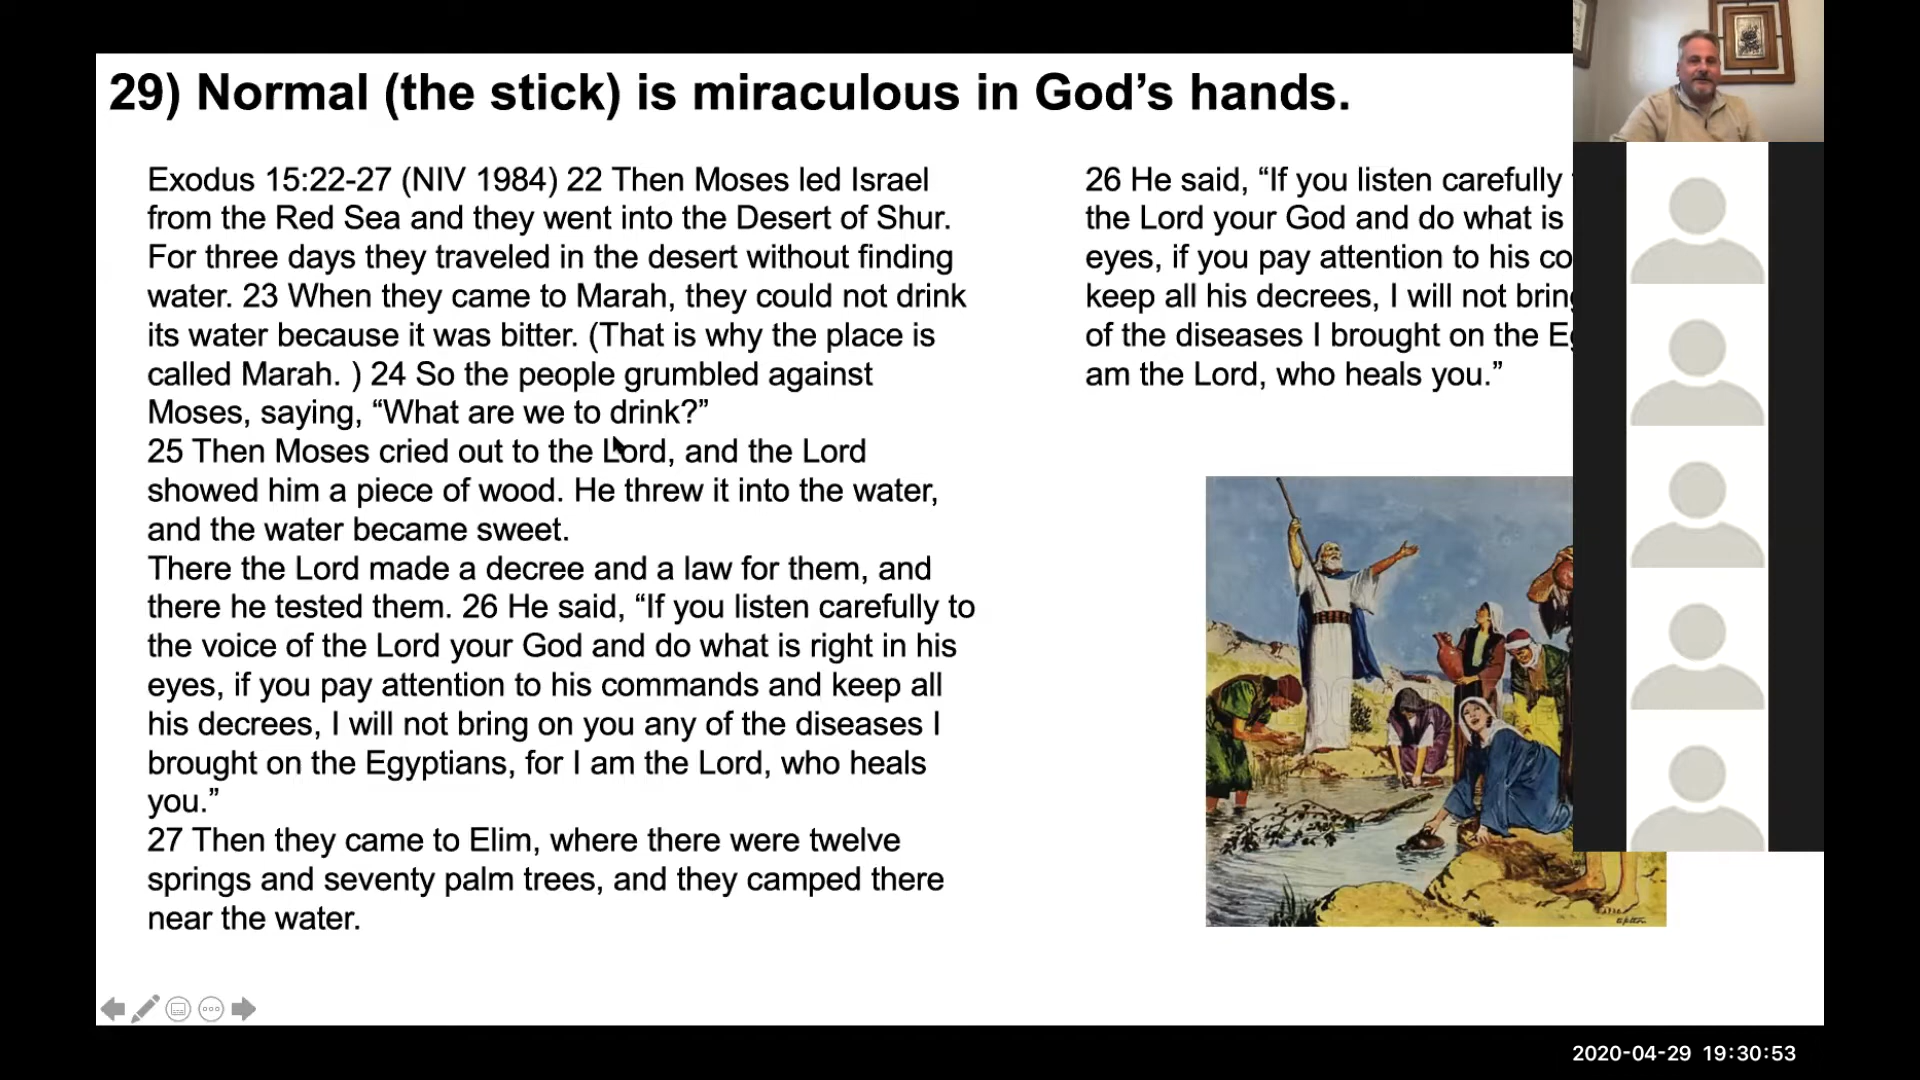 29) Normal (the stick) is miraculous in God’s hands.
Exodus 15:22-27 (NIV 1984) 22 Then Moses led Israel
from the Red Sea and they went into the Desert of Shur.
For three days they traveled in the desert without finding
water. 23 When they came to Marah, they could not drink
its water because it was bitter. (That is why the place is
called Marah. ) 24 So the people grumbled against
Moses, saying, “What are we to drink?”
25 Then Moses cried out to the Lord, and the Lord
showed him a piece of wood. He threw it into the water,
and the water became sweet.
There the Lord made a decree and a law for them, and
there he tested them. 26 He said, “If you listen carefully to
the voice of the Lord your God and do what is right in his
eyes, if you pay attention to his commands and keep all
his decrees, I will not bring on you any of the diseases I
brought on the Egyptians, for I am the Lord, who heals
you.”
27 Then they came to Elim, where there were twelve
springs and seventy palm trees, and they camped there
near the water.
26 He said, “If you listen carefully
the Lord your God and do what is
eyes, if you pay attention to his
keep all his decrees, I will not
of the diseases I brought on the
am the Lord, who heals you.”
2020-04-29 19:30:53